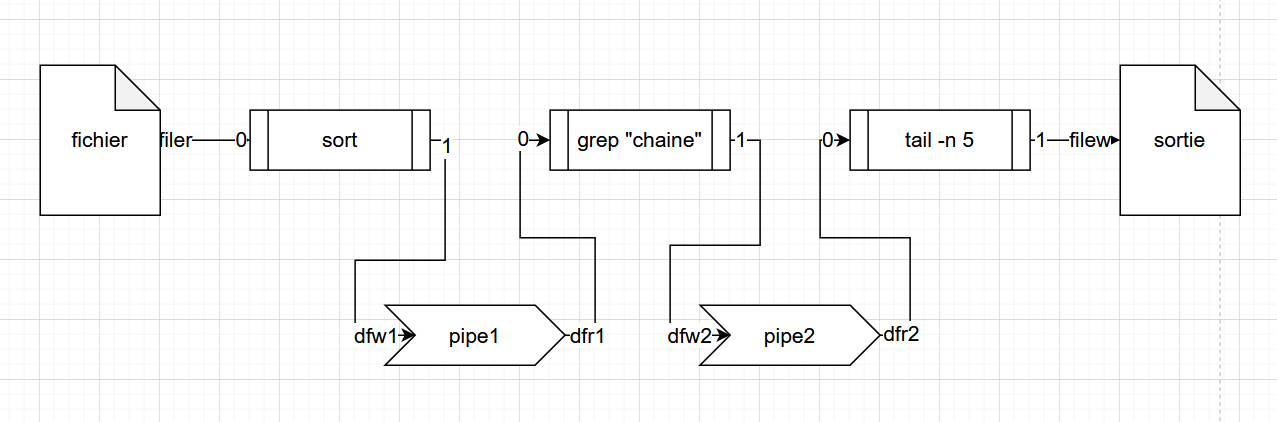 fichier
filer
0
sort
1
0
grep "chaine"
1
0
tail -n 5
1
filew
sortie
dfw1
pipe1
dfr1
dfw2
pipe2
dfr2